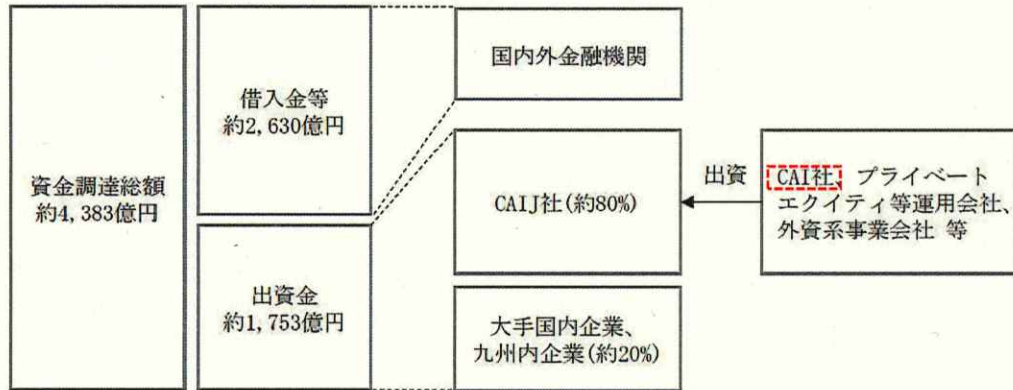 資金調達総額
約4,383億円
借入金等
約2,630億円
出資金
約1,753億円
国内外金融機関
CAIJ社(約80%)
大手国内企業、
九州内企業(約20%)
出資
CAI社、プライベート
エクイティ等運用会社、
外資系事業会社 等